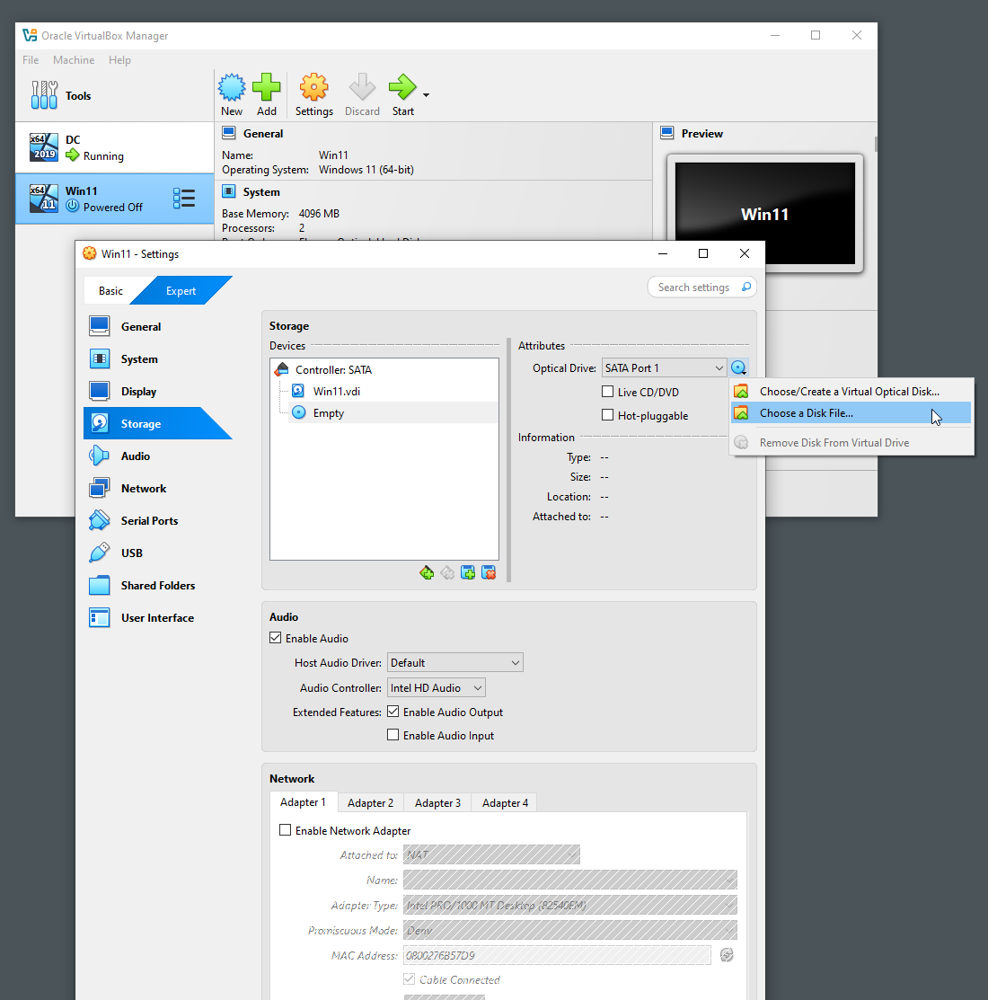 Oracle VirtualBox Manager
File Machine Help
Tools
New Add Settings Discard Start
x64 2019 DC
Running
x64 11 Win11
Powered Off
General
Name: Win11
Operating System: Windows 11 (64-bit)
System
Base Memory: 4096 MB
Processors: 2
Preview
Win11
Win11 - Settings
Basic Expert
Search settings
General
System
Display
Storage
Audio
Network
Serial Ports
USB
Shared Folders
User Interface
Storage
Devices
Controller: SATA
Win11.vdi
Empty
Attributes
Optical Drive: SATA Port 1
Live CD/DVD
Hot-pluggable
Information
Type: --
Size: --
Location: --
Attached to: --
Choose/Create a Virtual Optical Disk...
Choose a Disk File...
Remove Disk From Virtual Drive
Audio
Enable Audio
Host Audio Driver: Default
Audio Controller: Intel HD Audio
Extended Features: Enable Audio Output
Enable Audio Input
Network
Adapter 1 Adapter 2 Adapter 3 Adapter 4
Enable Network Adapter
Attached to: NAT
Name:
Adapter Type: Intel PRO/1000 MT Desktop (82540EM)
Promiscuous Mode: Deny
MAC Address: 0800276B57D9
Cable Connected